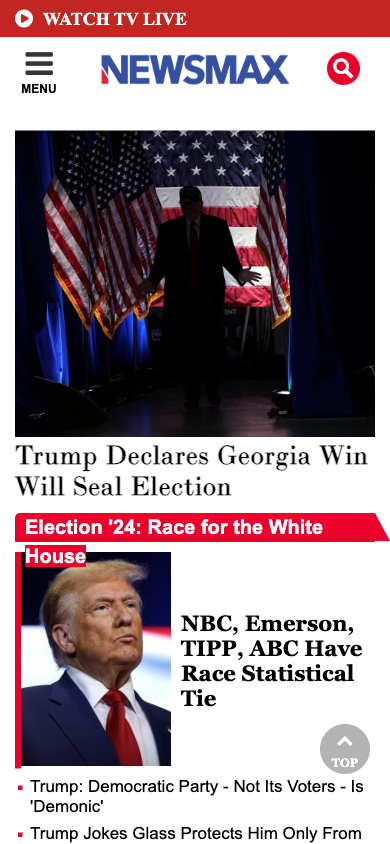 WATCH TV LIVE
MENU
NEWSMAX
Trump Declares Georgia Win
Will Seal Election
Election '24: Race for the White
House
NBC, Emerson,
TIPP, ABC Have
Race Statistical
Tie
TOP
Trump: Democratic Party - Not Its Voters - Is
'Demonic'
Trump Jokes Glass Protects Him Only From